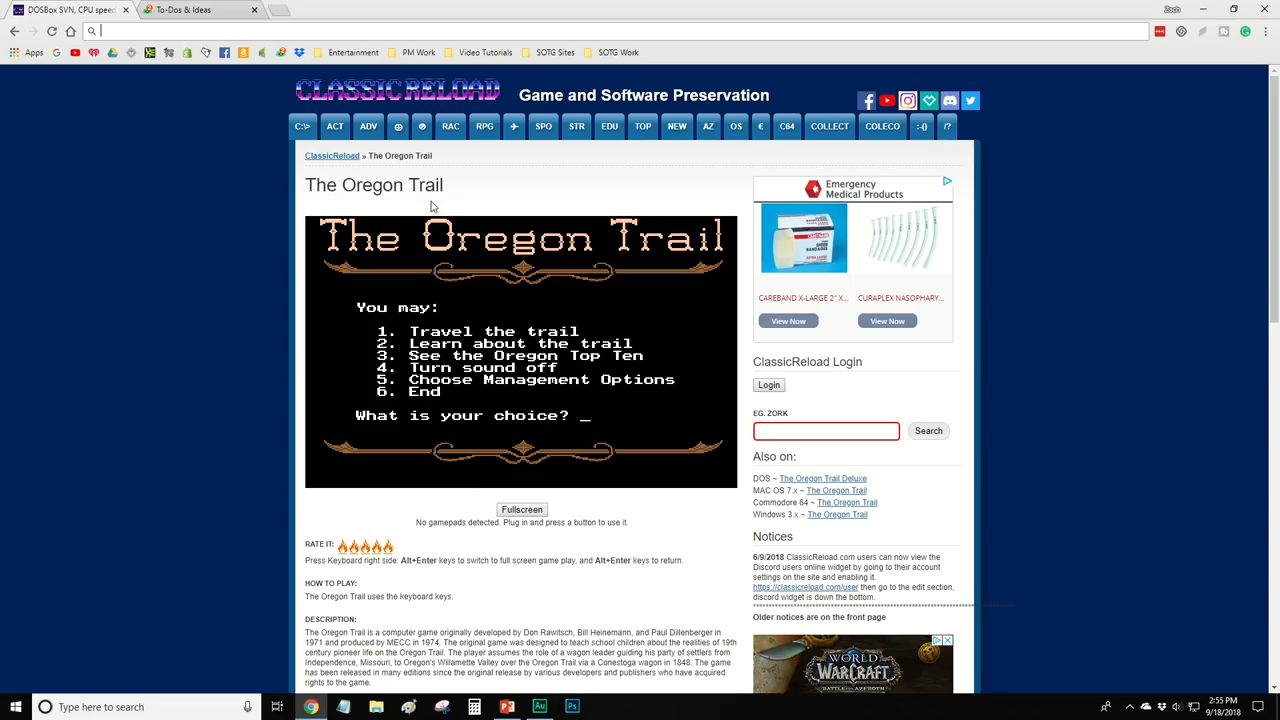 DOSBox SVN, CPU speed
To-Dos & Ideas
Zach
Apps
Entertainment
PM Work
Video Tutorials
SOTG Sites
SOTG Work
CLASSIC RELOAD
Game and Software Preservation
C:\> ACT ADV RAC RPG SPO STR EDU TOP NEW AZ OS € C64 COLLECT COLECO :-() /?
ClassicReload » The Oregon Trail
The Oregon Trail
The Oregon Trail
You may:
1. Travel the trail
2. Learn about the trail
3. See the Oregon Top Ten
4. Turn sound off
5. Choose Management Options
6. End
What is your choice? _
Fullscreen
No gamepads detected. Plug in and press a button to use it.
RATE IT:
Press Keyboard right side: Alt+Enter keys to switch to full screen game play, and Alt+Enter keys to return.
HOW TO PLAY:
The Oregon Trail uses the keyboard keys.
DESCRIPTION:
The Oregon Trail is a computer game originally developed by Don Rawitsch, Bill Heinemann, and Paul Dillenberger in
1971 and produced by MECC in 1974. The original game was designed to teach school children about the realities of 19th
century pioneer life on the Oregon Trail. The player assumes the role of a wagon leader guiding his party of settlers from
Independence, Missouri, to Oregon's Willamette Valley over the Oregon Trail via a Conestoga wagon in 1848. The game
has been released in many editions since the original release by various developers and publishers who have acquired
rights to the game.
Emergency
Medical Products
CAREBAND X-LARGE 2" X...
CURAPLEX NASOPHARY...
View Now
View Now
ClassicReload Login
Login
EG. ZORK
Search
Also on:
DOS ~ The Oregon Trail Deluxe
MAC OS 7.x ~ The Oregon Trail
Commodore 64 ~ The Oregon Trail
Windows 3.x ~ The Oregon Trail
Notices
6/9/2018 ClassicReload.com users can now view the
Discord users online widget by going to their account
settings on the site and enabling it.
https://classicreload.com/user then go to the edit section,
discord widget is down the bottom.
Older notices are on the front page
WORLD
WARCRAFT
BATTLE FOR AZEROTH
Type here to search
2:55 PM
9/18/2018